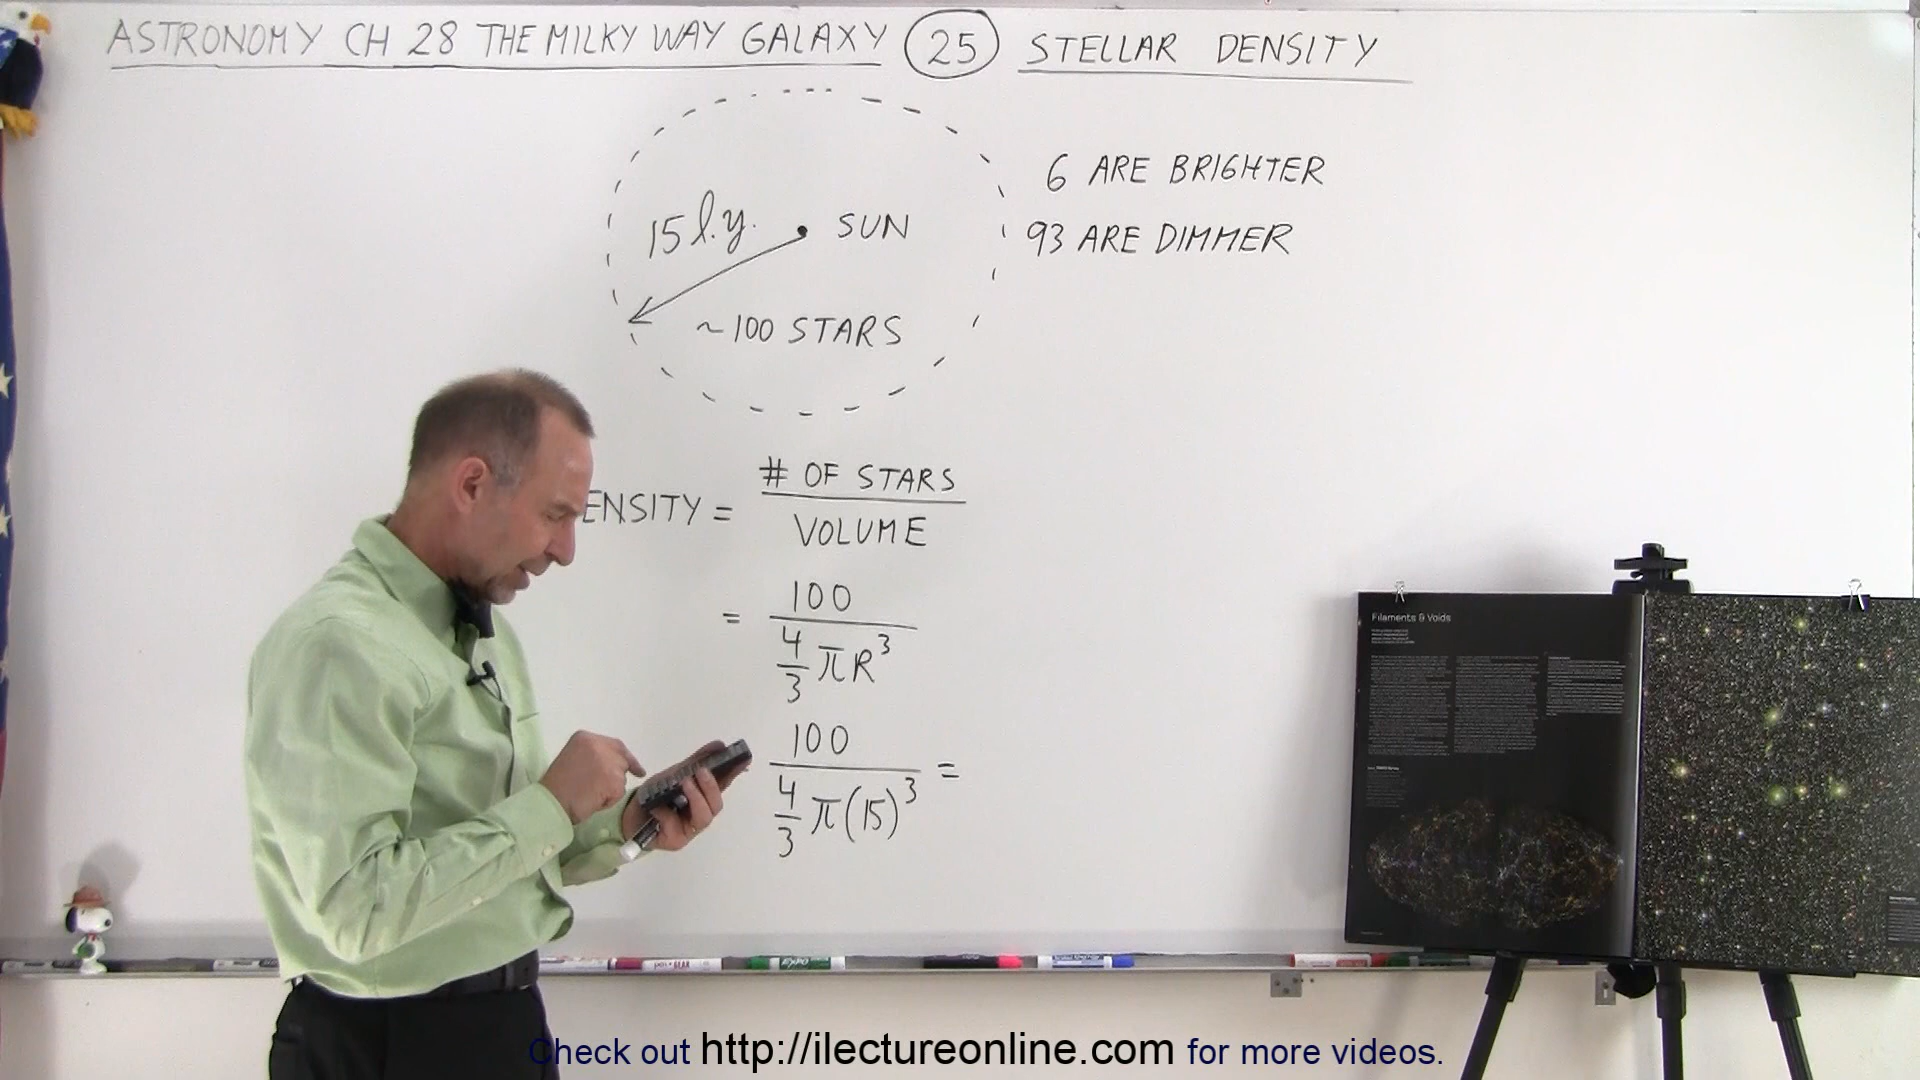 ASTRONOMY CH 28 THE MILKY WAY GALAXY 25 STELLAR DENSITY
6 ARE BRIGHTER
15 l.y. SUN
93 ARE DIMMER
~100 STARS
ENSITY = # OF STARS / VOLUME
= 100 / 4/3 π R³
100 / 4/3 π (15)³ =
Filaments & Voids
Check out http://ilectureonline.com for more videos.